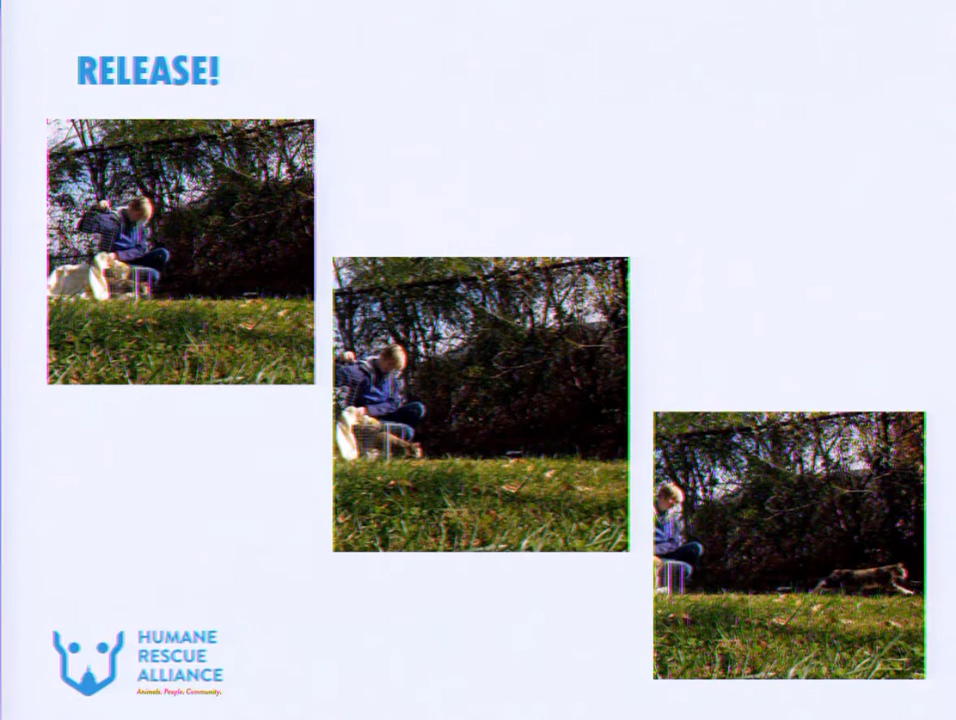 RELEASE!
HUMANE
RESCUE
ALLIANCE
Animals. People. Community.